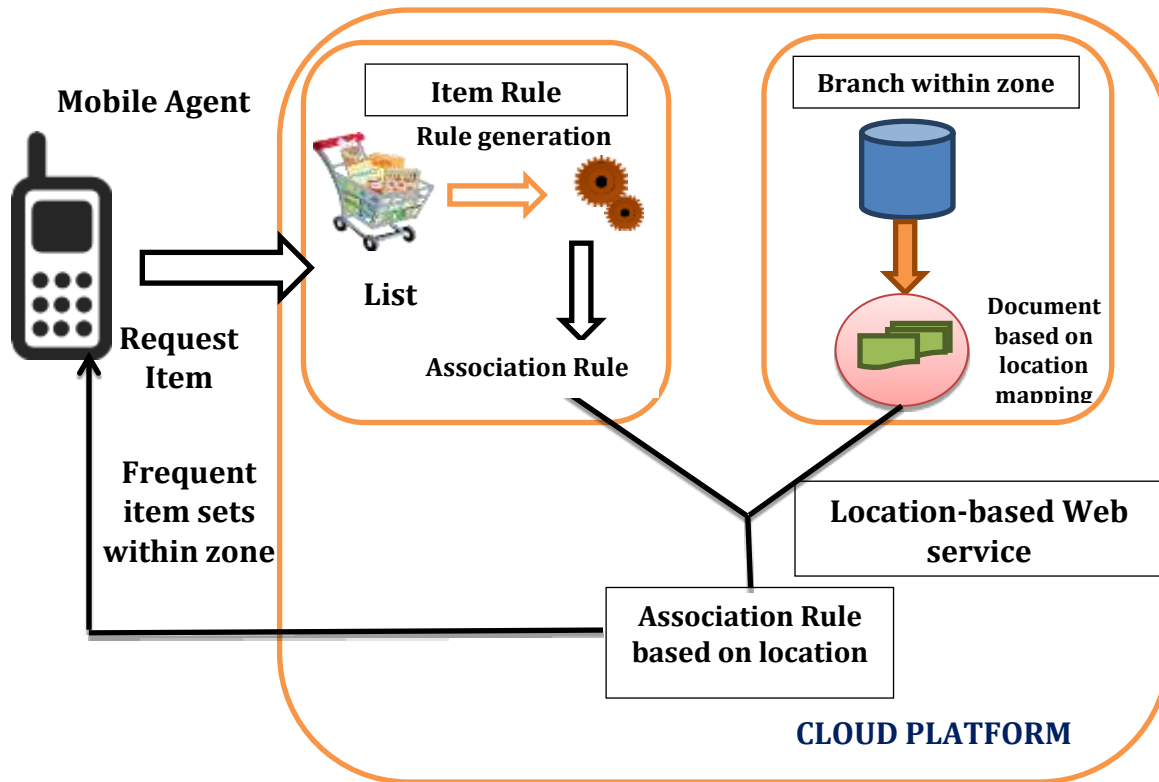 Mobile Agent
Request
Item
Frequent
item sets
within zone
Item Rule
Rule generation
List
Association Rule
Branch within zone
Document
based on
location
mapping
Location-based Web
service
Association Rule
based on location
CLOUD PLATFORM